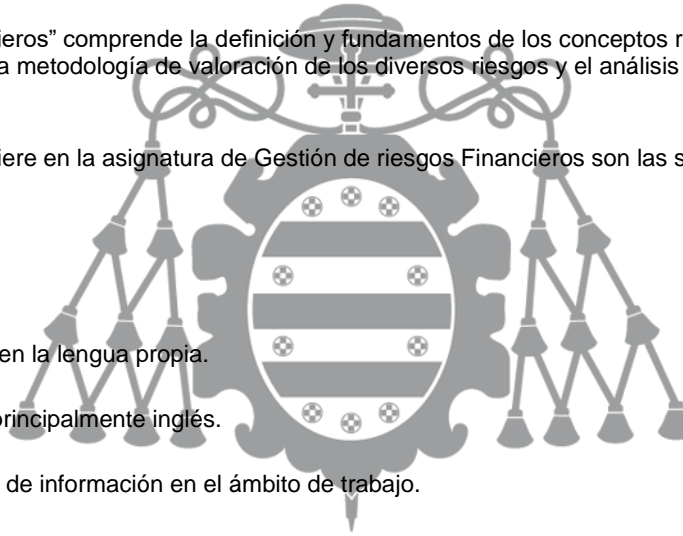 ieros” comprende la definición y fundamentos de los conceptos
a metodología de valoración de los diversos riesgos y el análisis
iere en la asignatura de Gestión de riesgos Financieros son las
en la lengua propia.
principalmente inglés.
de información en el ámbito de trabajo.